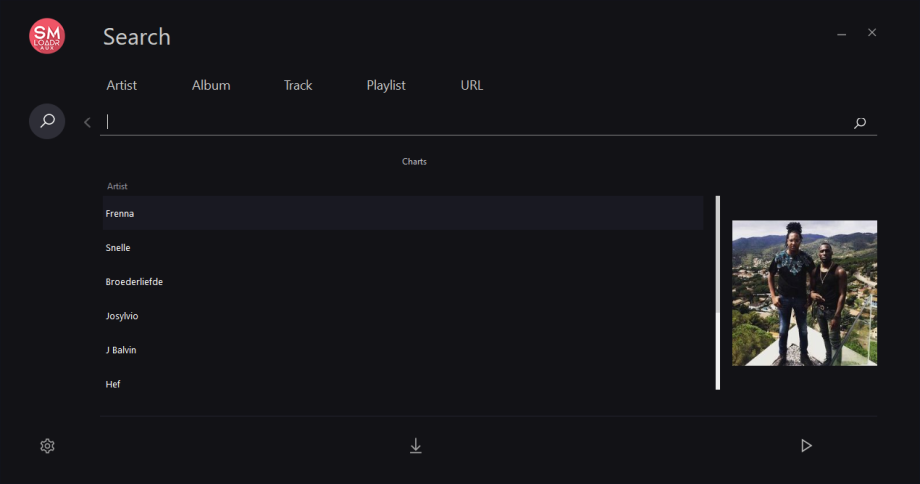 SM
LOADR
AUX
Search
Artist Album Track Playlist URL
Charts
Artist
Frenna
Snelle
Broederliefde
Josylvio
J Balvin
Hef